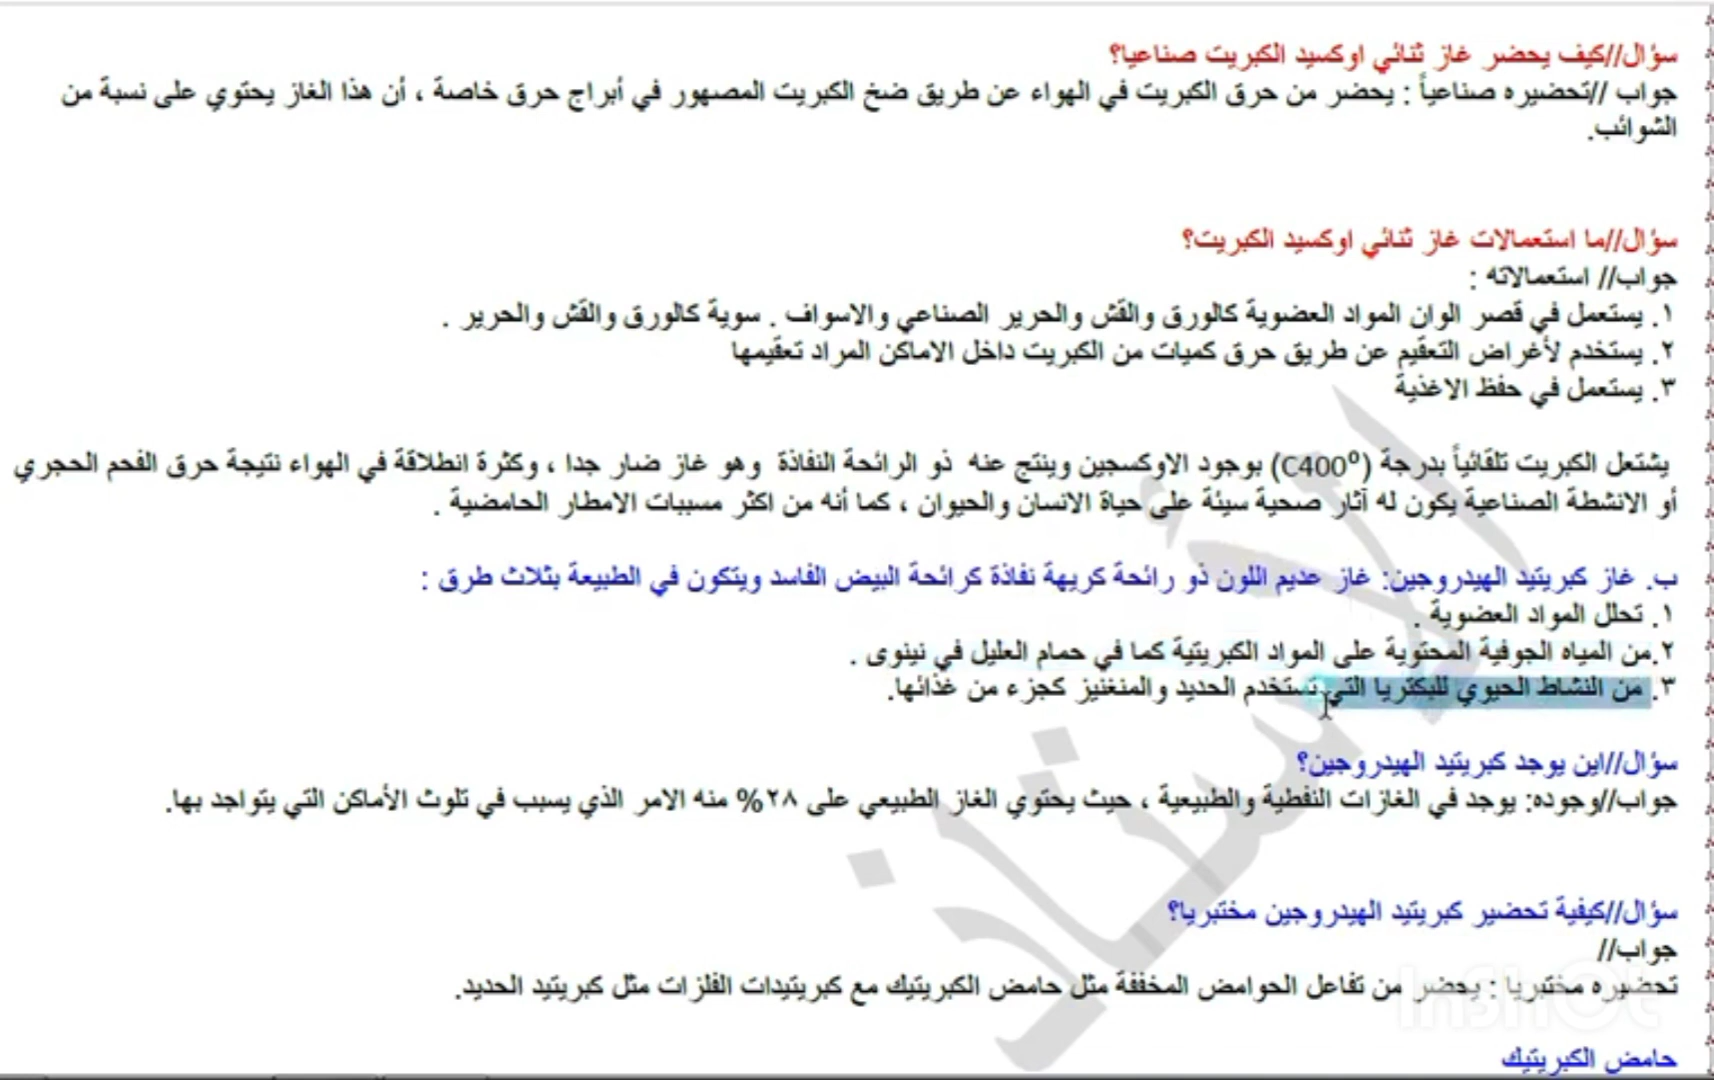 سؤال//كيف يحضر غاز ثنائي اوكسيد الكبريت صناعيا؟
جواب //تحضيره صناعياً : يحضر من حرق الكبريت في الهواء عن طريق ضخ الكبريت المصهور في أبراج حرق خاصة ، أن هذا الغاز يحتوي على نسبة من
الشوائب.
سؤال//ما استعمالات غاز ثنائي اوكسيد الكبريت؟
جواب// استعمالاته :
١. يستعمل في قصر الوان المواد العضوية كالورق والقش والحرير الصناعي والاسواف . سوية كالورق والقش والحرير .
٢. يستخدم لأغراض التعقيم عن طريق حرق كميات من الكبريت داخل الاماكن المراد تعقيمها
٣. يستعمل في حفظ الاغذية
يشتعل الكبريت تلقائياً بدرجة (C400⁰) بوجود الاوكسجين وينتج عنه ذو الرائحة النفاذة وهو غاز ضار جدا ، وكثرة انطلاقة في الهواء نتيجة حرق الفحم الحجري
أو الانشطة الصناعية يكون له آثار صحية سيئة على حياة الانسان والحيوان ، كما أنه من اكثر مسببات الامطار الحامضية .
ب. غاز كبريتيد الهيدروجين: غاز عديم اللون ذو رائحة كريهة نفاذة كرائحة البيض الفاسد ويتكون في الطبيعة بثلاث طرق :
١. تحلل المواد العضوية .
٢.من المياه الجوفية المحتوية على المواد الكبريتية كما في حمام العليل في نينوى .
٣. من النشاط الحيوي للبكتريا التي تستخدم الحديد والمنغنيز كجزء من غذائها.
سؤال//اين يوجد كبريتيد الهيدروجين؟
جواب//وجوده: يوجد في الغازات النفطية والطبيعية ، حيث يحتوي الغاز الطبيعي على ٢٨% منه الامر الذي يسبب في تلوث الأماكن التي يتواجد بها.
سؤال//كيفية تحضير كبريتيد الهيدروجين مختبريا؟
جواب//
تحضيره مختبريا : يحضر من تفاعل الحوامض المخففة مثل حامض الكبريتيك مع كبريتيدات الفلزات مثل كبريتيد الحديد.
حامض الكبريتيك
الأستاذ
InShOt